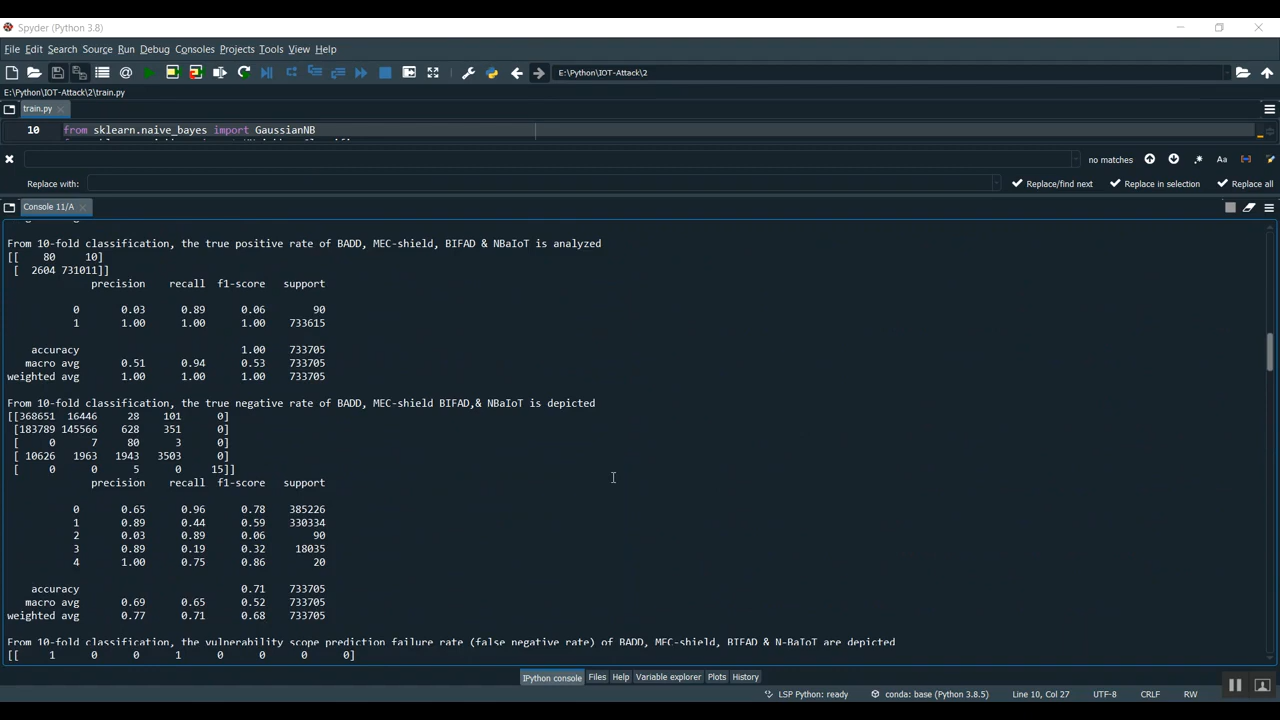 Spyder (Python 3.8)
File Edit Search Source Run Debug Consoles Projects Tools View Help
E:\Python\IOT-Attack\2
E:\Python\IOT-Attack\2\train.py
train.py
10 from sklearn.naive_bayes import GaussianNB
no matches
Aa
Replace with:
Replace/find next Replace in selection Replace all
Console 11/A
From 10-fold classification, the true positive rate of BADD, MEC-shield, BIFAD & NBaIoT is analyzed
[[ 80 10]
[ 2604 731011]]
precision recall f1-score support
0 0.03 0.89 0.06 90
1 1.00 1.00 1.00 733615
accuracy 1.00 733705
macro avg 0.51 0.94 0.53 733705
weighted avg 1.00 1.00 1.00 733705
From 10-fold classification, the true negative rate of BADD, MEC-shield BIFAD,& NBaIoT is depicted
[[368651 16446 28 101 0]
[183789 145566 628 351 0]
[ 0 7 80 3 0]
[ 10626 1963 1943 3503 0]
[ 0 0 5 0 15]]
precision recall f1-score support
0 0.65 0.96 0.78 385226
1 0.89 0.44 0.59 330334
2 0.03 0.89 0.06 90
3 0.89 0.19 0.32 18035
4 1.00 0.75 0.86 20
accuracy 0.71 733705
macro avg 0.69 0.65 0.52 733705
weighted avg 0.77 0.71 0.68 733705
From 10-fold classification, the vulnerability scope prediction failure rate (false negative rate) of BADD, MEC-shield, BIFAD & N-BaIoT are depicted
[[ 1 0 0 1 0 0 0 0]
IPython console Files Help Variable explorer Plots History
LSP Python: ready conda: base (Python 3.8.5) Line 10, Col 27 UTF-8 CRLF RW